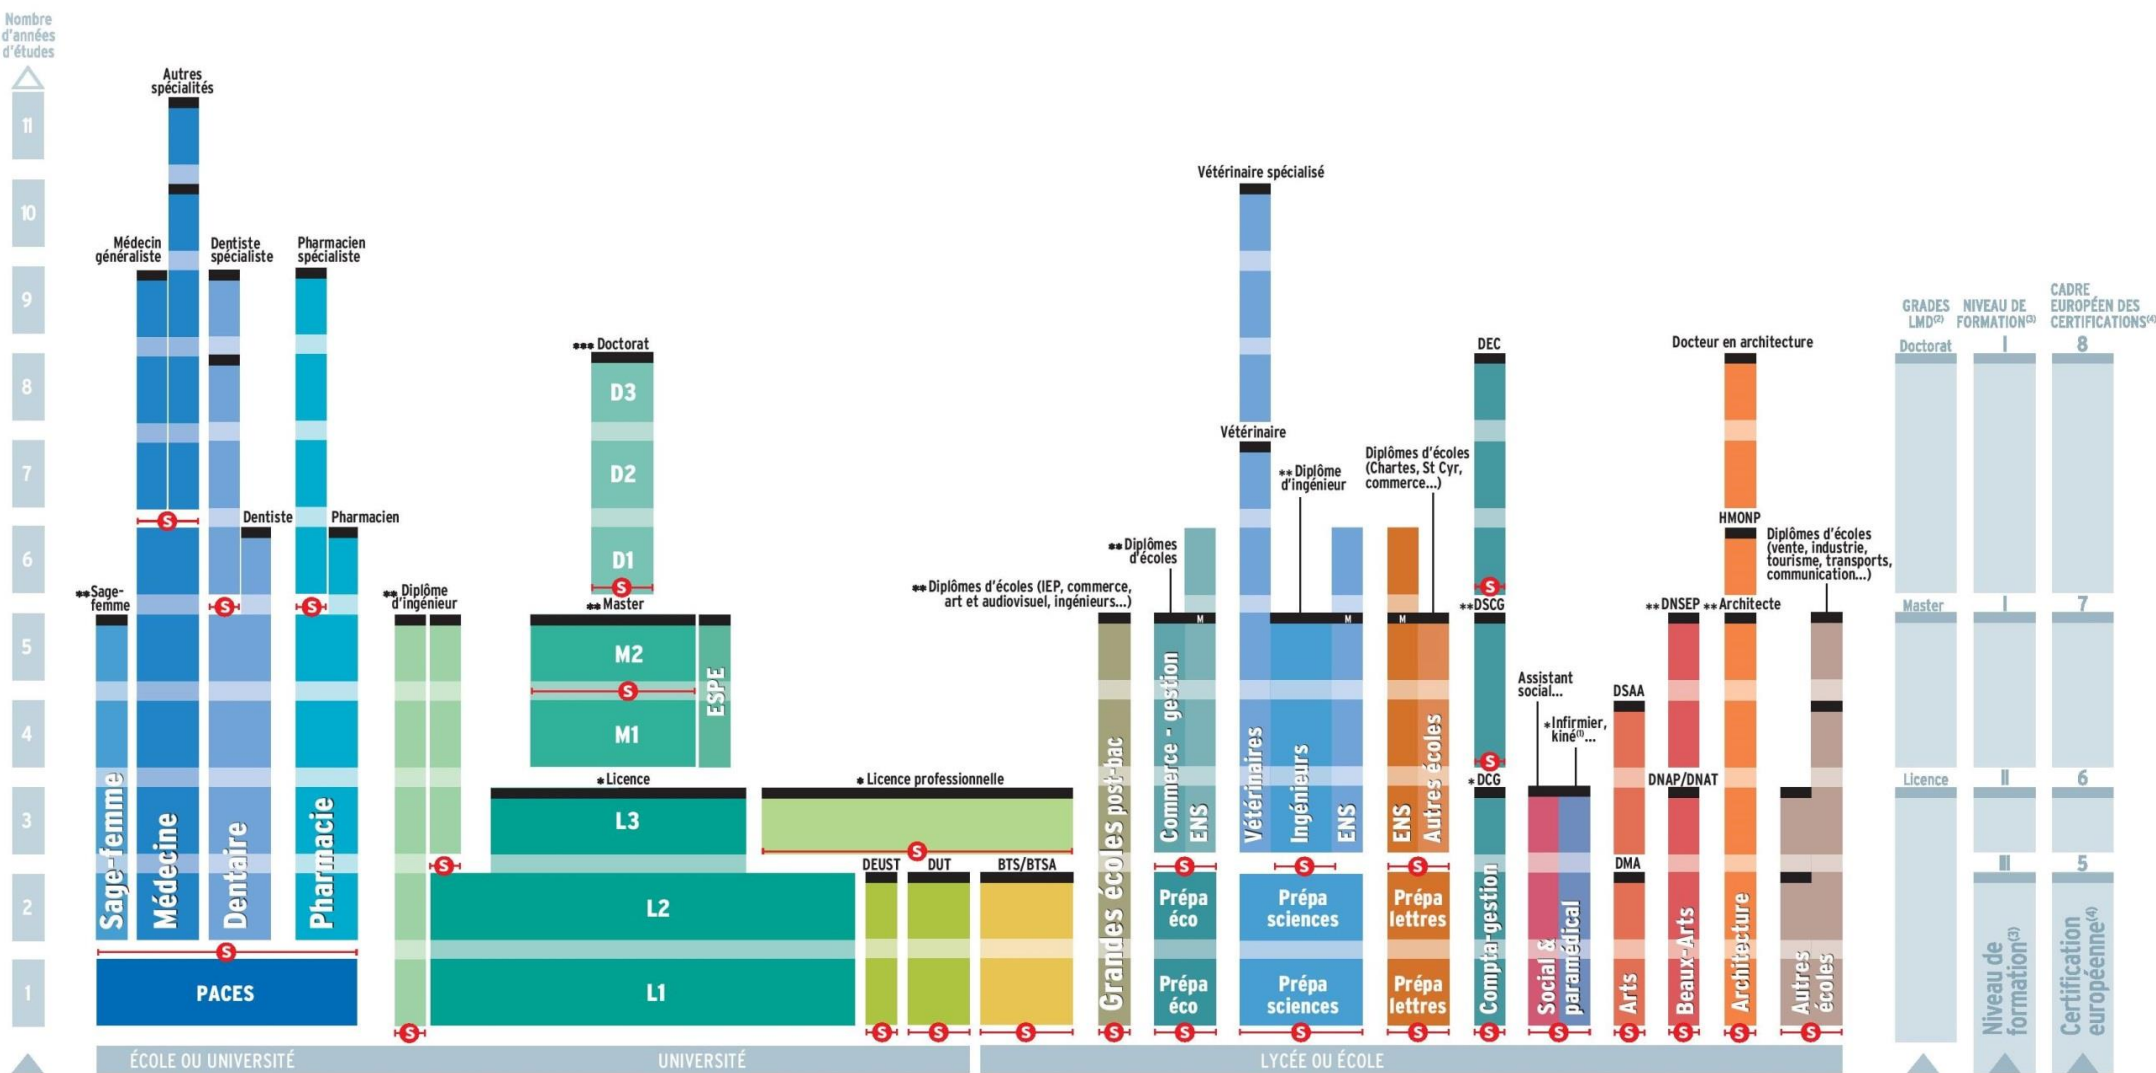 Nombre
d'années
d'études
11
10
9
8
7
6
5
4
3
2
1
Autres
spécialités
Médecin
généraliste
Dentiste
spécialiste
Pharmacien
spécialiste
S
Dentiste
Pharmacien
S
S
**Sage-
femme
Sage-femme
Médecine
Dentaire
Pharmacie
S
PACES
** Diplôme
d'ingénieur
S
S
*** Doctorat
D3
D2
D1
S
** Master
M2
S
M1
ESPE
* Licence
L3
L2
L1
* Licence professionnelle
S
DEUST
DUT
BTS/BTSA
S
S
S
** Diplômes d'écoles (IEP, commerce,
art et audiovisuel, ingénieurs...)
Grandes écoles post-bac
S
** Diplômes
d'écoles
M
Commerce - gestion
ENS
S
Prépa
éco
Prépa
éco
S
Vétérinaire spécialisé
Vétérinaire
** Diplôme
d'ingénieur
M
Vétérinaires
Ingénieurs
ENS
S
Prépa
sciences
Prépa
sciences
S
Diplômes d'écoles
(Chartes, St Cyr,
commerce...)
M
ENS
Autres écoles
S
Prépa
lettres
Prépa
lettres
S
DEC
S
**DSCG
S
*DCG
Compta-gestion
S
Assistant
social...
*Infirmier,
kiné(1)...
Social &
paramédical
S
DSAA
DMA
Arts
S
**DNSEP
DNAP/DNAT
Beaux-Arts
S
Docteur en architecture
HMONP
**Architecte
Architecture
S
Diplômes d'écoles
(vente, industrie,
tourisme, transports,
communication...)
Autres
écoles
S
GRADES
LMD(2)
Doctorat
Master
Licence
NIVEAU DE
FORMATION(3)
I
I
II
III
Niveau de
formation(3)
CADRE
EUROPÉEN DES
CERTIFICATIONS(4)
8
7
6
5
Certification
européenne(4)
ÉCOLE OU UNIVERSITÉ
UNIVERSITÉ
LYCÉE OU ÉCOLE